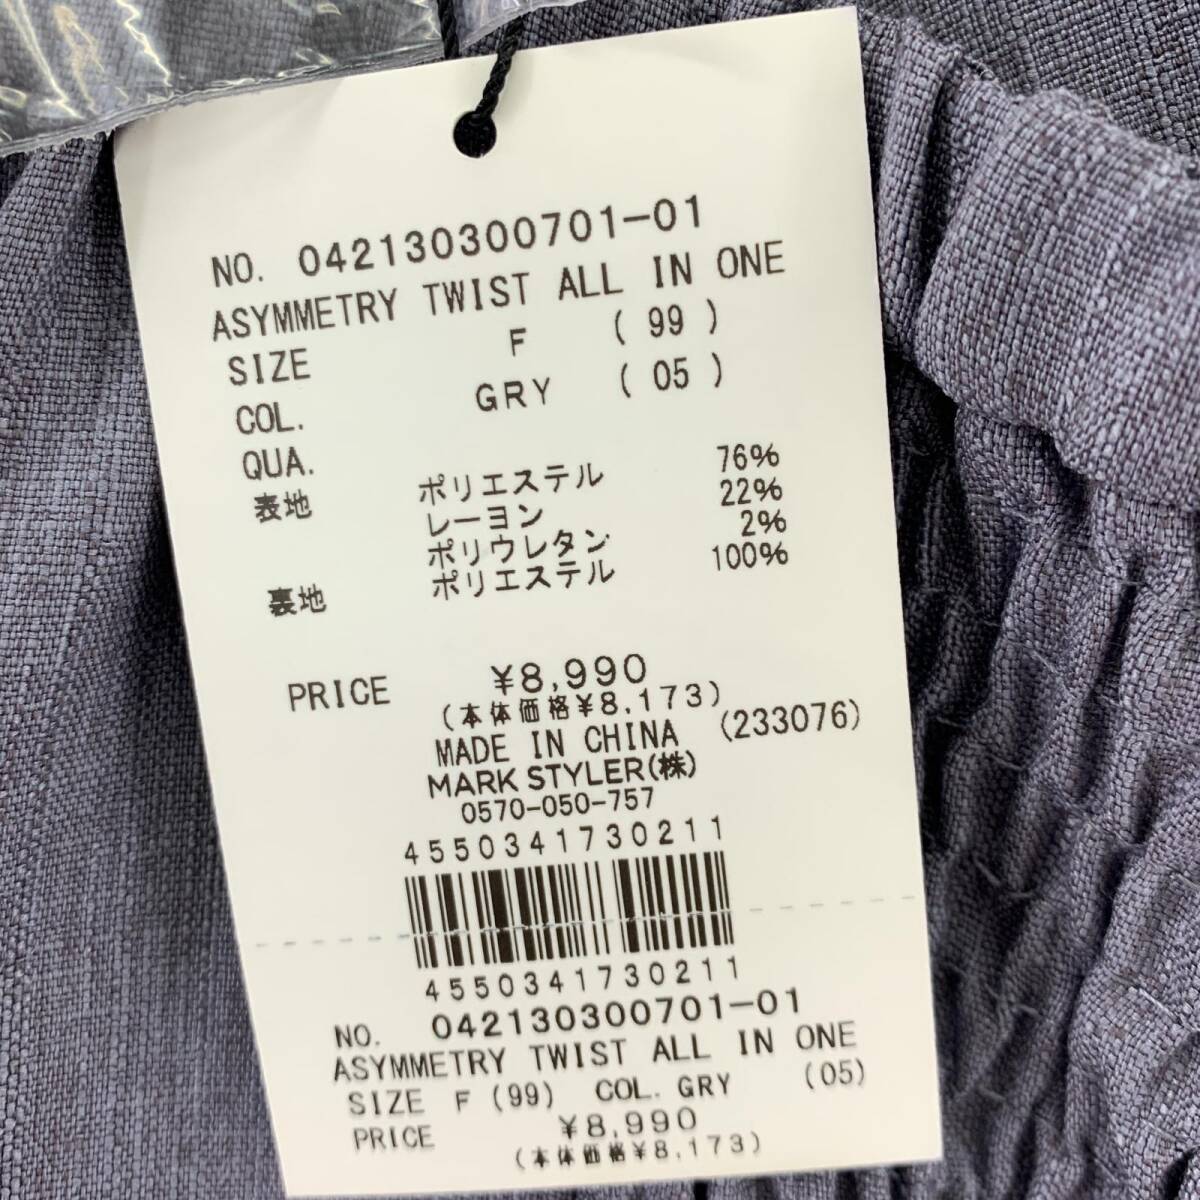 NO. 042130300701-01
ASYMMETRY TWIST ALL IN ONE
SIZE F (99)
COL. GRY (05)
QUA.
表地 ポリエステル 76%
レーヨン 22%
ポリウレタン 2%
裏地 ポリエステル 100%
PRICE ¥8,990
(本体価格¥8,173)
MADE IN CHINA (233076)
MARK STYLER(株)
0570-050-757
4550341730211
4550341730211
NO. 042130300701-01
ASYMMETRY TWIST ALL IN ONE
SIZE F (99) COL. GRY (05)
PRICE ¥8,990
(本体価格¥8,173)